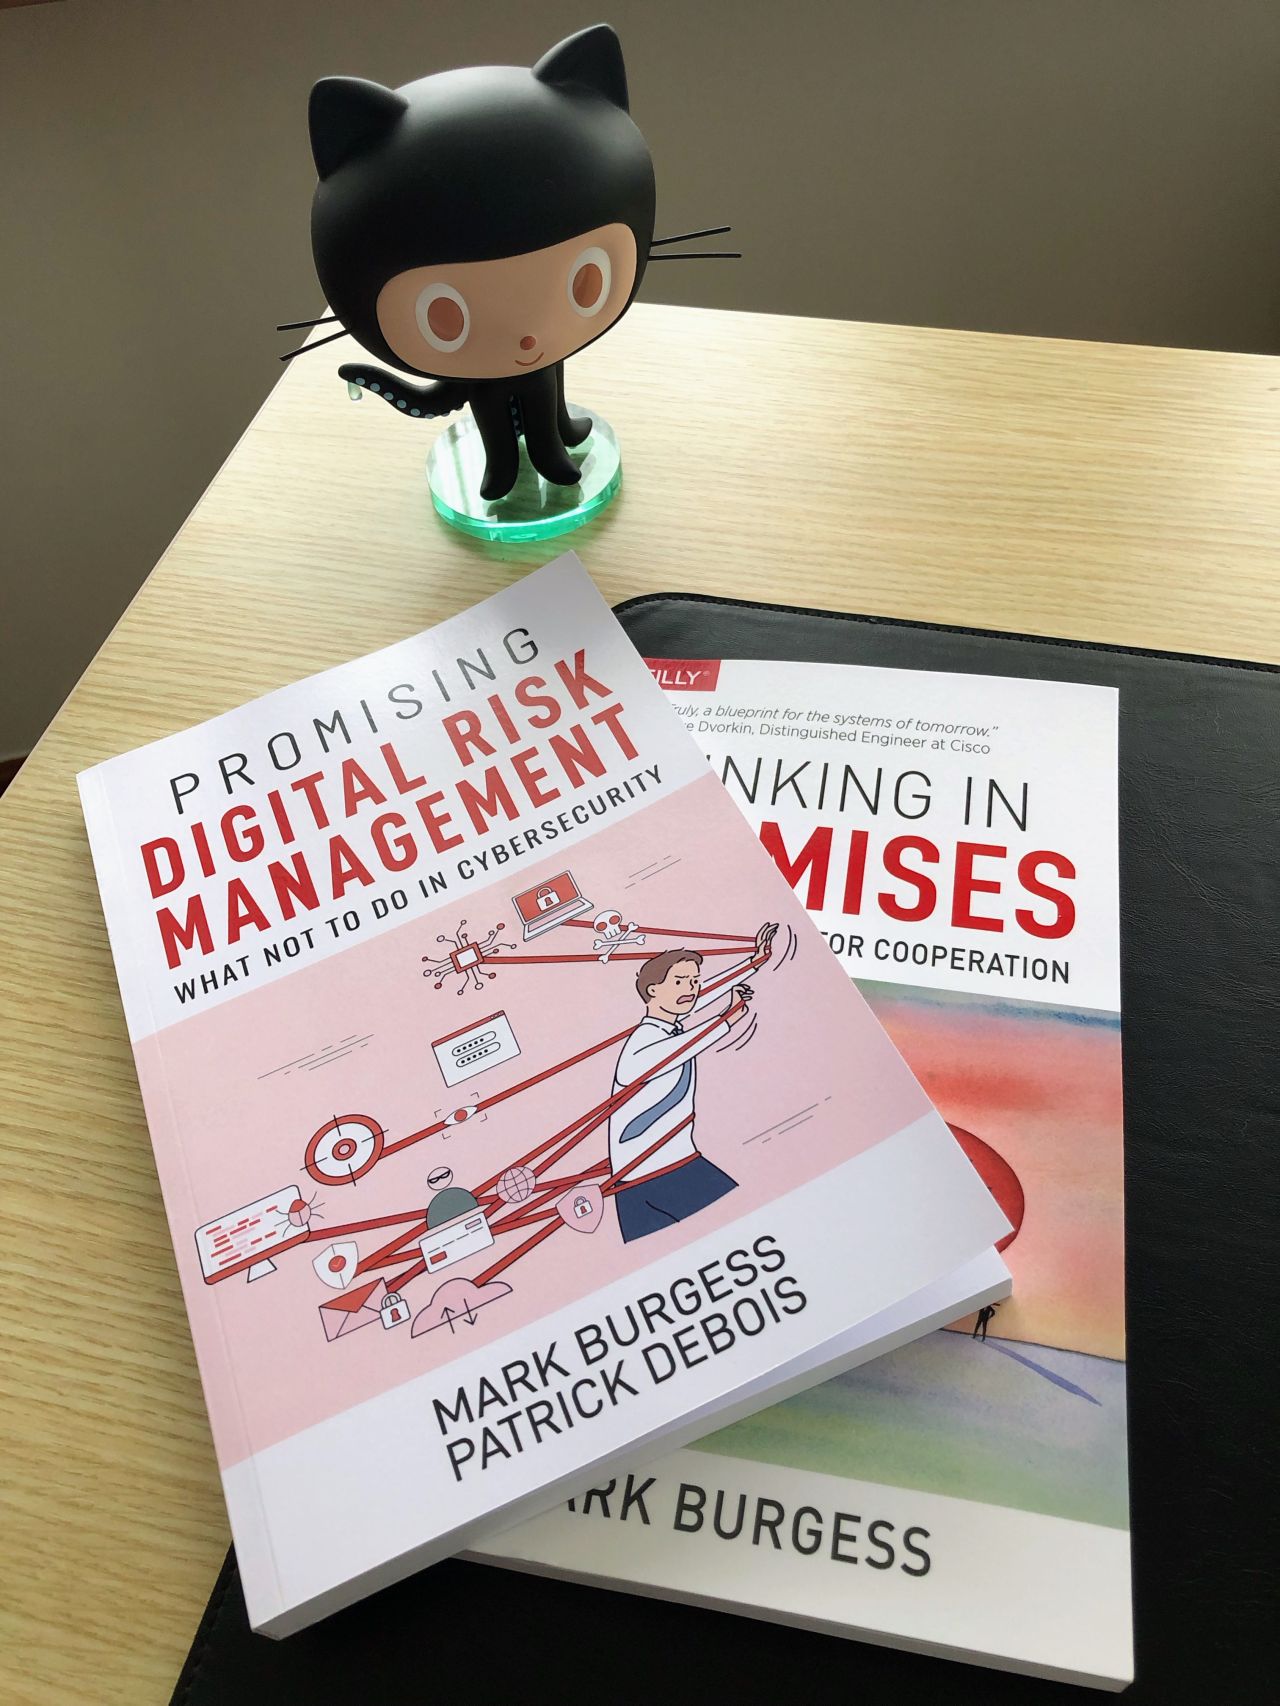 PROMISING
DIGITAL RISK
MANAGEMENT
WHAT NOT TO DO IN CYBERSECURITY
MARK BURGESS
PATRICK DEBOIS
ILLY
ruly, a blueprint for the systems of tomorrow."
e Dvorkin, Distinguished Engineer at Cisco
NKING IN
MISES
FOR COOPERATION
RK BURGESS